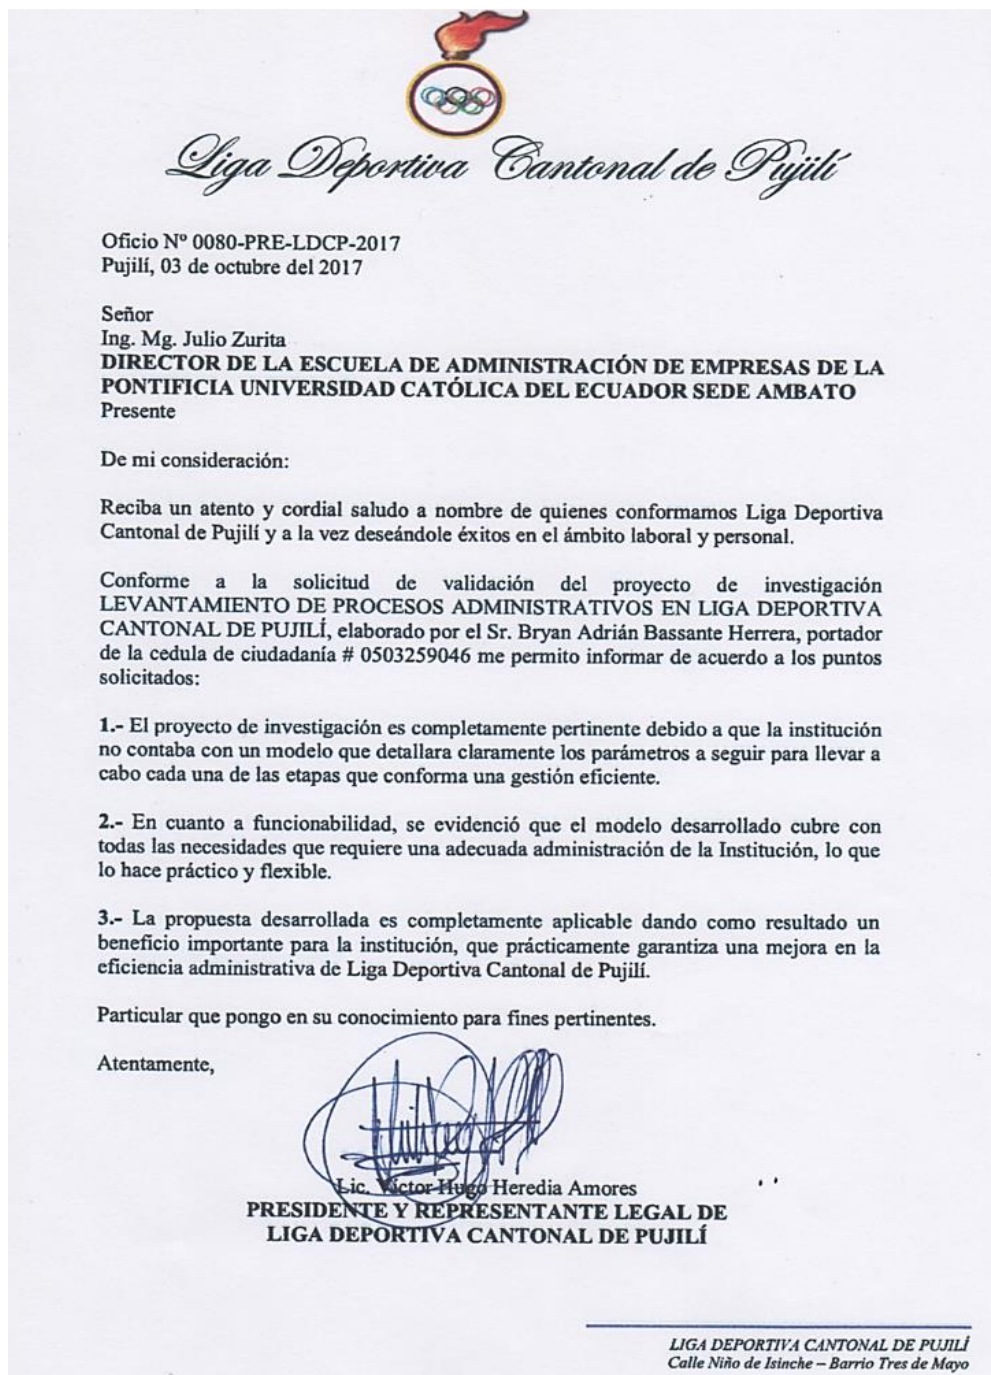 Liga Deportiva Cantonal de Pujilí
Oficio Nº 0080-PRE-LDCP-2017
Pujilí, 03 de octubre del 2017
Señor
Ing. Mg. Julio Zurita
DIRECTOR DE LA ESCUELA DE ADMINISTRACIÓN DE EMPRESAS DE LA
PONTIFICIA UNIVERSIDAD CATÓLICA DEL ECUADOR SEDE AMBATO
Presente
De mi consideración:
Reciba un atento y cordial saludo a nombre de quienes conformamos Liga Deportiva
Cantonal de Pujilí y a la vez deseándole éxitos en el ámbito laboral y personal.
Conforme a la solicitud de validación del proyecto de investigación
LEVANTAMIENTO DE PROCESOS ADMINISTRATIVOS EN LIGA DEPORTIVA
CANTONAL DE PUJILÍ, elaborado por el Sr. Bryan Adrián Bassante Herrera, portador
de la cedula de ciudadanía # 0503259046 me permito informar de acuerdo a los puntos
solicitados:
1.- El proyecto de investigación es completamente pertinente debido a que la institución
no contaba con un modelo que detallara claramente los parámetros a seguir para llevar a
cabo cada una de las etapas que conforma una gestión eficiente.
2.- En cuanto a funcionabilidad, se evidenció que el modelo desarrollado cubre con
todas las necesidades que requiere una adecuada administración de la Institución, lo que
lo hace práctico y flexible.
3.- La propuesta desarrollada es completamente aplicable dando como resultado un
beneficio importante para la institución, que prácticamente garantiza una mejora en la
eficiencia administrativa de Liga Deportiva Cantonal de Pujilí.
Particular que pongo en su conocimiento para fines pertinentes.
Atentamente,
Lic. Víctor Hugo Heredia Amores
PRESIDENTE Y REPRESENTANTE LEGAL DE
LIGA DEPORTIVA CANTONAL DE PUJILÍ
LIGA DEPORTIVA CANTONAL DE PUJILÍ
Calle Niño de Isinche – Barrio Tres de Mayo